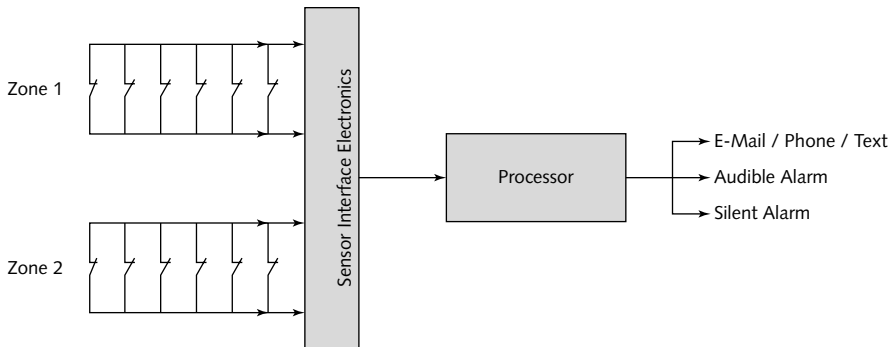 Zone 1
Zone 2
Sensor Interface Electronics
Processor
E-Mail / Phone / Text
Audible Alarm
Silent Alarm